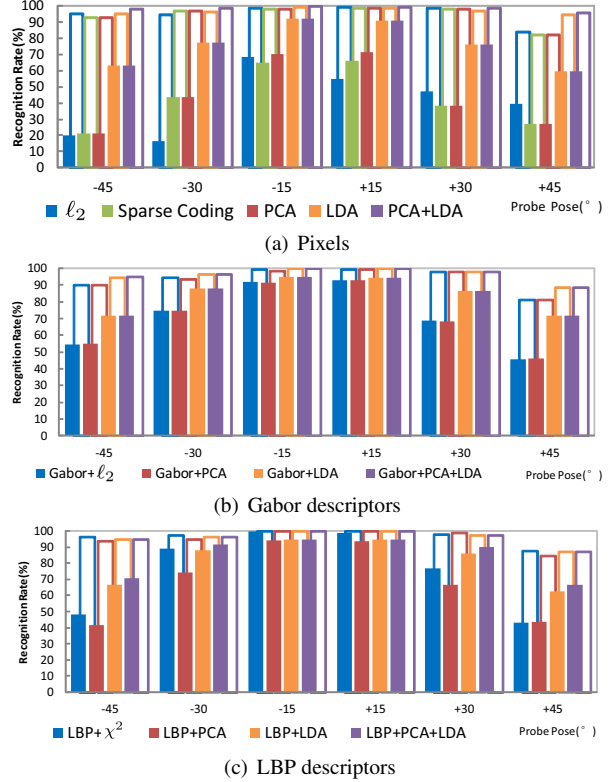 Recognition Rate(%)
100
90
80
70
60
50
40
30
20
10
0
-45 -30 -15 +15 +30 +45
Probe Pose(°)
ℓ2 Sparse Coding PCA LDA PCA+LDA
(a) Pixels
Recognition Rate(%)
100
90
80
70
60
50
40
30
20
10
0
-45 -30 -15 +15 +30 +45
Gabor+ℓ2 Gabor+PCA Gabor+LDA Gabor+PCA+LDA Probe Pose(°)
(b) Gabor descriptors
Recognition Rate(%)
100
90
80
70
60
50
40
30
20
10
0
-45 -30 -15 +15 +30 +45
LBP+χ² LBP+PCA LBP+LDA LBP+PCA+LDA Probe Pose(°)
(c) LBP descriptors